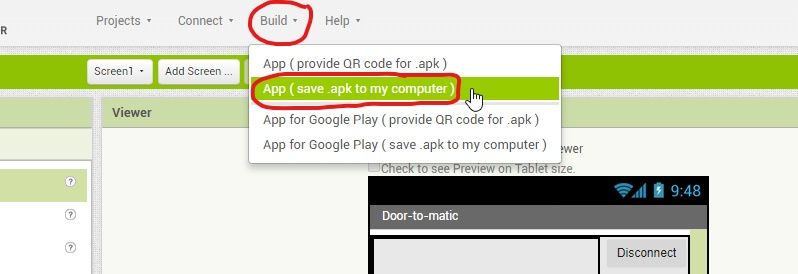 R
Projects Connect Build Help
App ( provide QR code for .apk )
Screen1 Add Screen ...
App ( save .apk to my computer )
Viewer
App for Google Play ( provide QR code for .apk )
App for Google Play ( save .apk to my computer )
ewer
Check to see Preview on Tablet size.
?
9:48
Door-to-matic
?
?
Disconnect